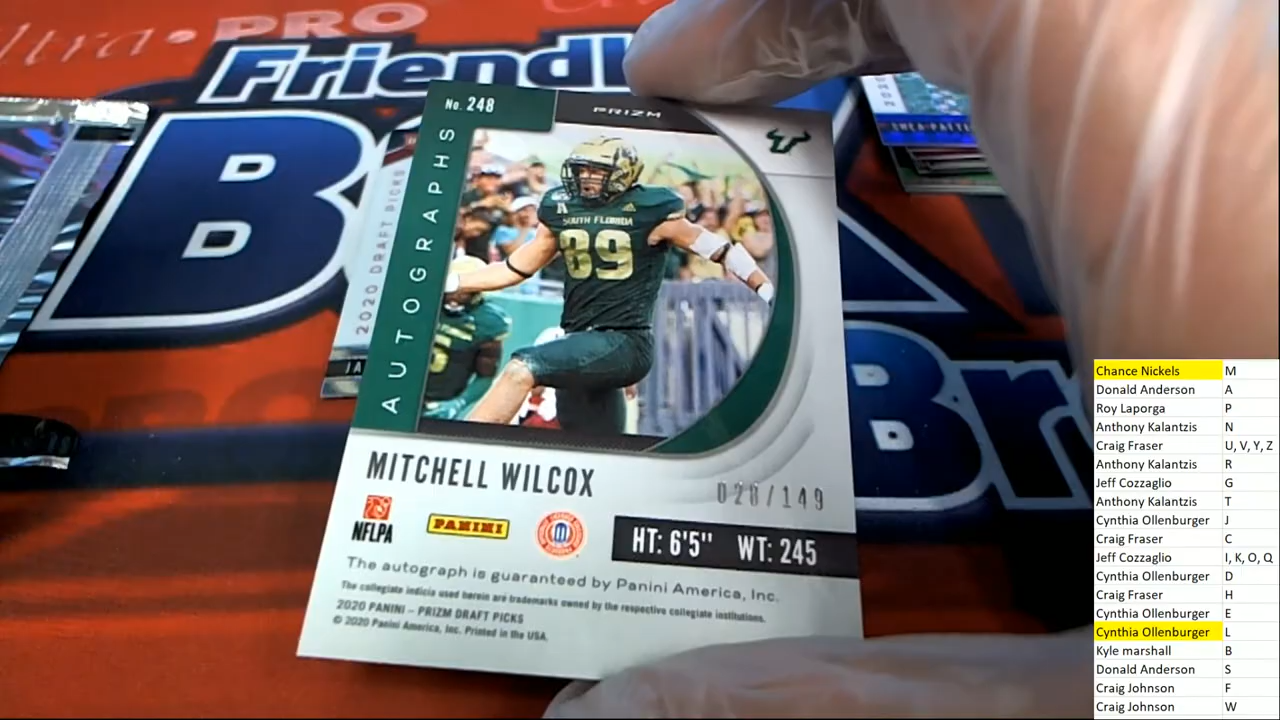 PRO
Friendl
No. 248
PRIZM
AUTOGRAPHS
2020 DRAFT PICKS
SOUTH FLORIDA
89
MITCHELL WILCOX
028/149
NFLPA
PANINI
HT: 6'5" WT: 245
The autograph is guaranteed by Panini America, Inc.
The collegiate indicia used herein are trademarks owned by the respective collegiate institutions.
2020 PANINI – PRIZM DRAFT PICKS
© 2020 Panini America, Inc. Printed in the USA.
Br
Chance Nickels M
Donald Anderson A
Roy Laporga P
Anthony Kalantzis N
Craig Fraser U, V, Y, Z
Anthony Kalantzis R
Jeff Cozzaglio G
Anthony Kalantzis T
Cynthia Ollenburger J
Craig Fraser C
Jeff Cozzaglio I, K, O, Q
Cynthia Ollenburger D
Craig Fraser H
Cynthia Ollenburger E
Cynthia Ollenburger L
Kyle marshall B
Donald Anderson S
Craig Johnson F
Craig Johnson W